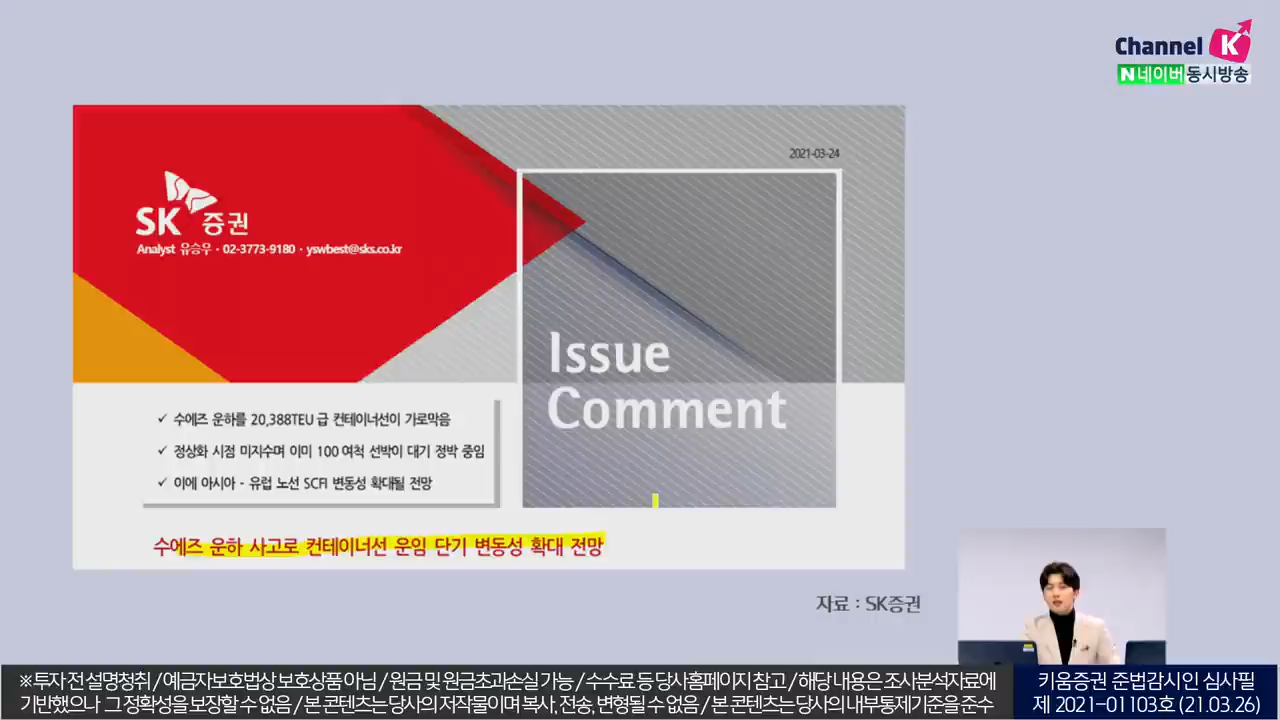 Channel K
N 네이버 동시방송
2021-03-24
SK 증권
Analyst 유승우 · 02-3773-9180 · yswbest@sks.co.kr
Issue
Comment
✓ 수에즈 운하를 20,388TEU 급 컨테이너선이 가로막음
✓ 정상화 시점 미지수며 이미 100 여척 선박이 대기 정박 중임
✓ 이에 아시아 - 유럽 노선 SCFI 변동성 확대될 전망
수에즈 운하 사고로 컨테이너선 운임 단기 변동성 확대 전망
자료 : SK증권
※ 투자 전 설명청취 / 예금자보호법상 보호상품 아님 / 원금 및 원금초과손실 가능 / 수수료 등 당사홈페이지 참고 / 해당 내용은 조사분석자료에
기반했으나 그 정확성을 보장할 수 없음 / 본 콘텐츠는 당사의 저작물이며 복사, 전송, 변형될 수 없음 / 본 콘텐츠는 당사의 내부통제기준을 준수
키움증권 준법감시인 심사필
제 2021-01103호 (21.03.26)